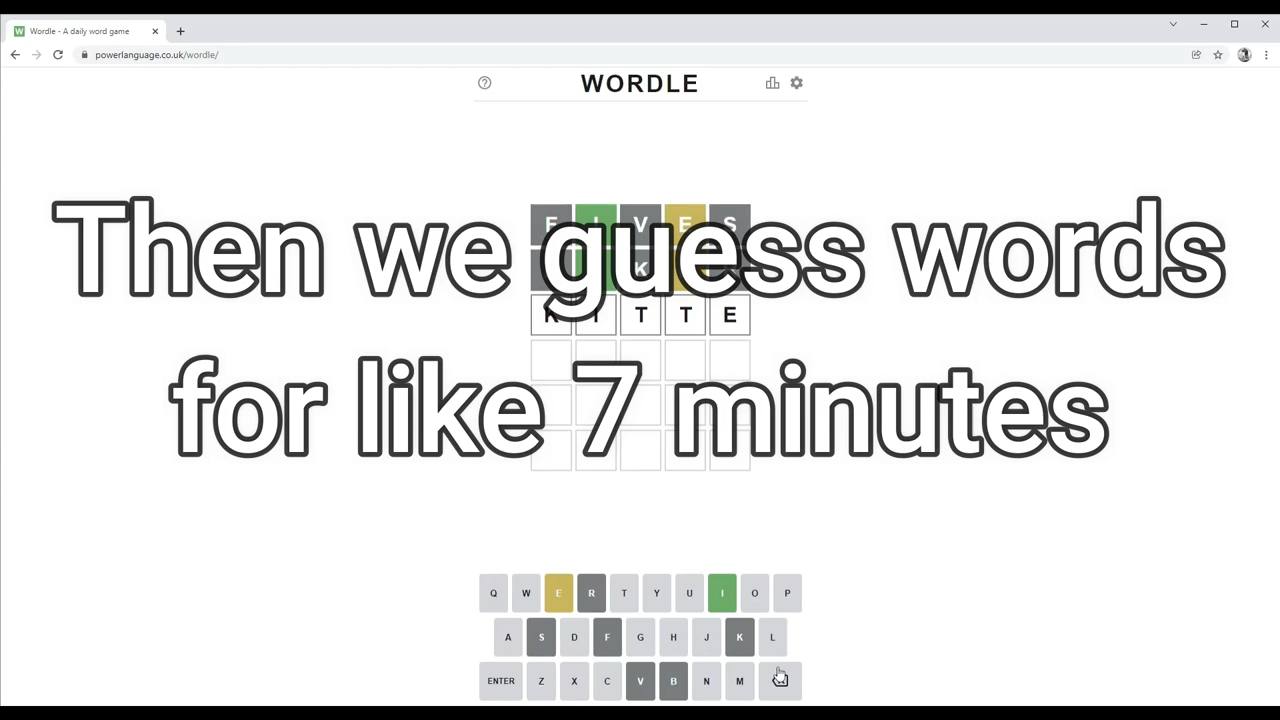 Wordle - A daily word game
powerlanguage.co.uk/wordle/
WORDLE
F I V E S
K
K I T T E
Then we guess words
for like 7 minutes
Q W E R T Y U I O P
A S D F G H J K L
ENTER Z X C V B N M